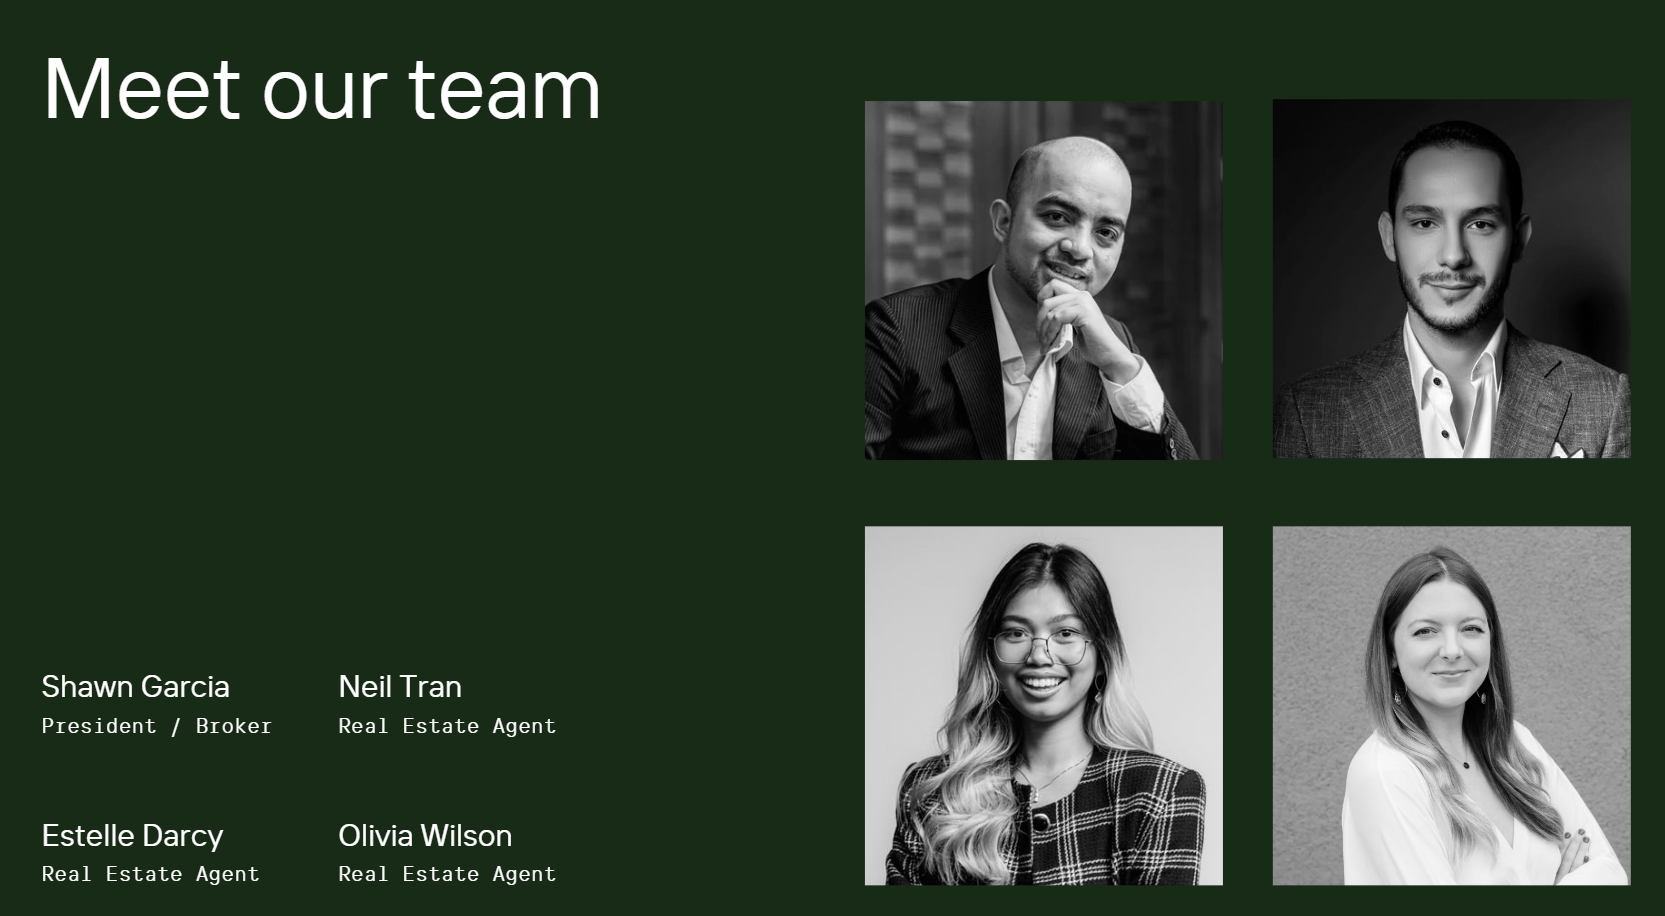 Meet our team
Shawn Garcia
President / Broker
Neil Tran
Real Estate Agent
Estelle Darcy
Real Estate Agent
Olivia Wilson
Real Estate Agent